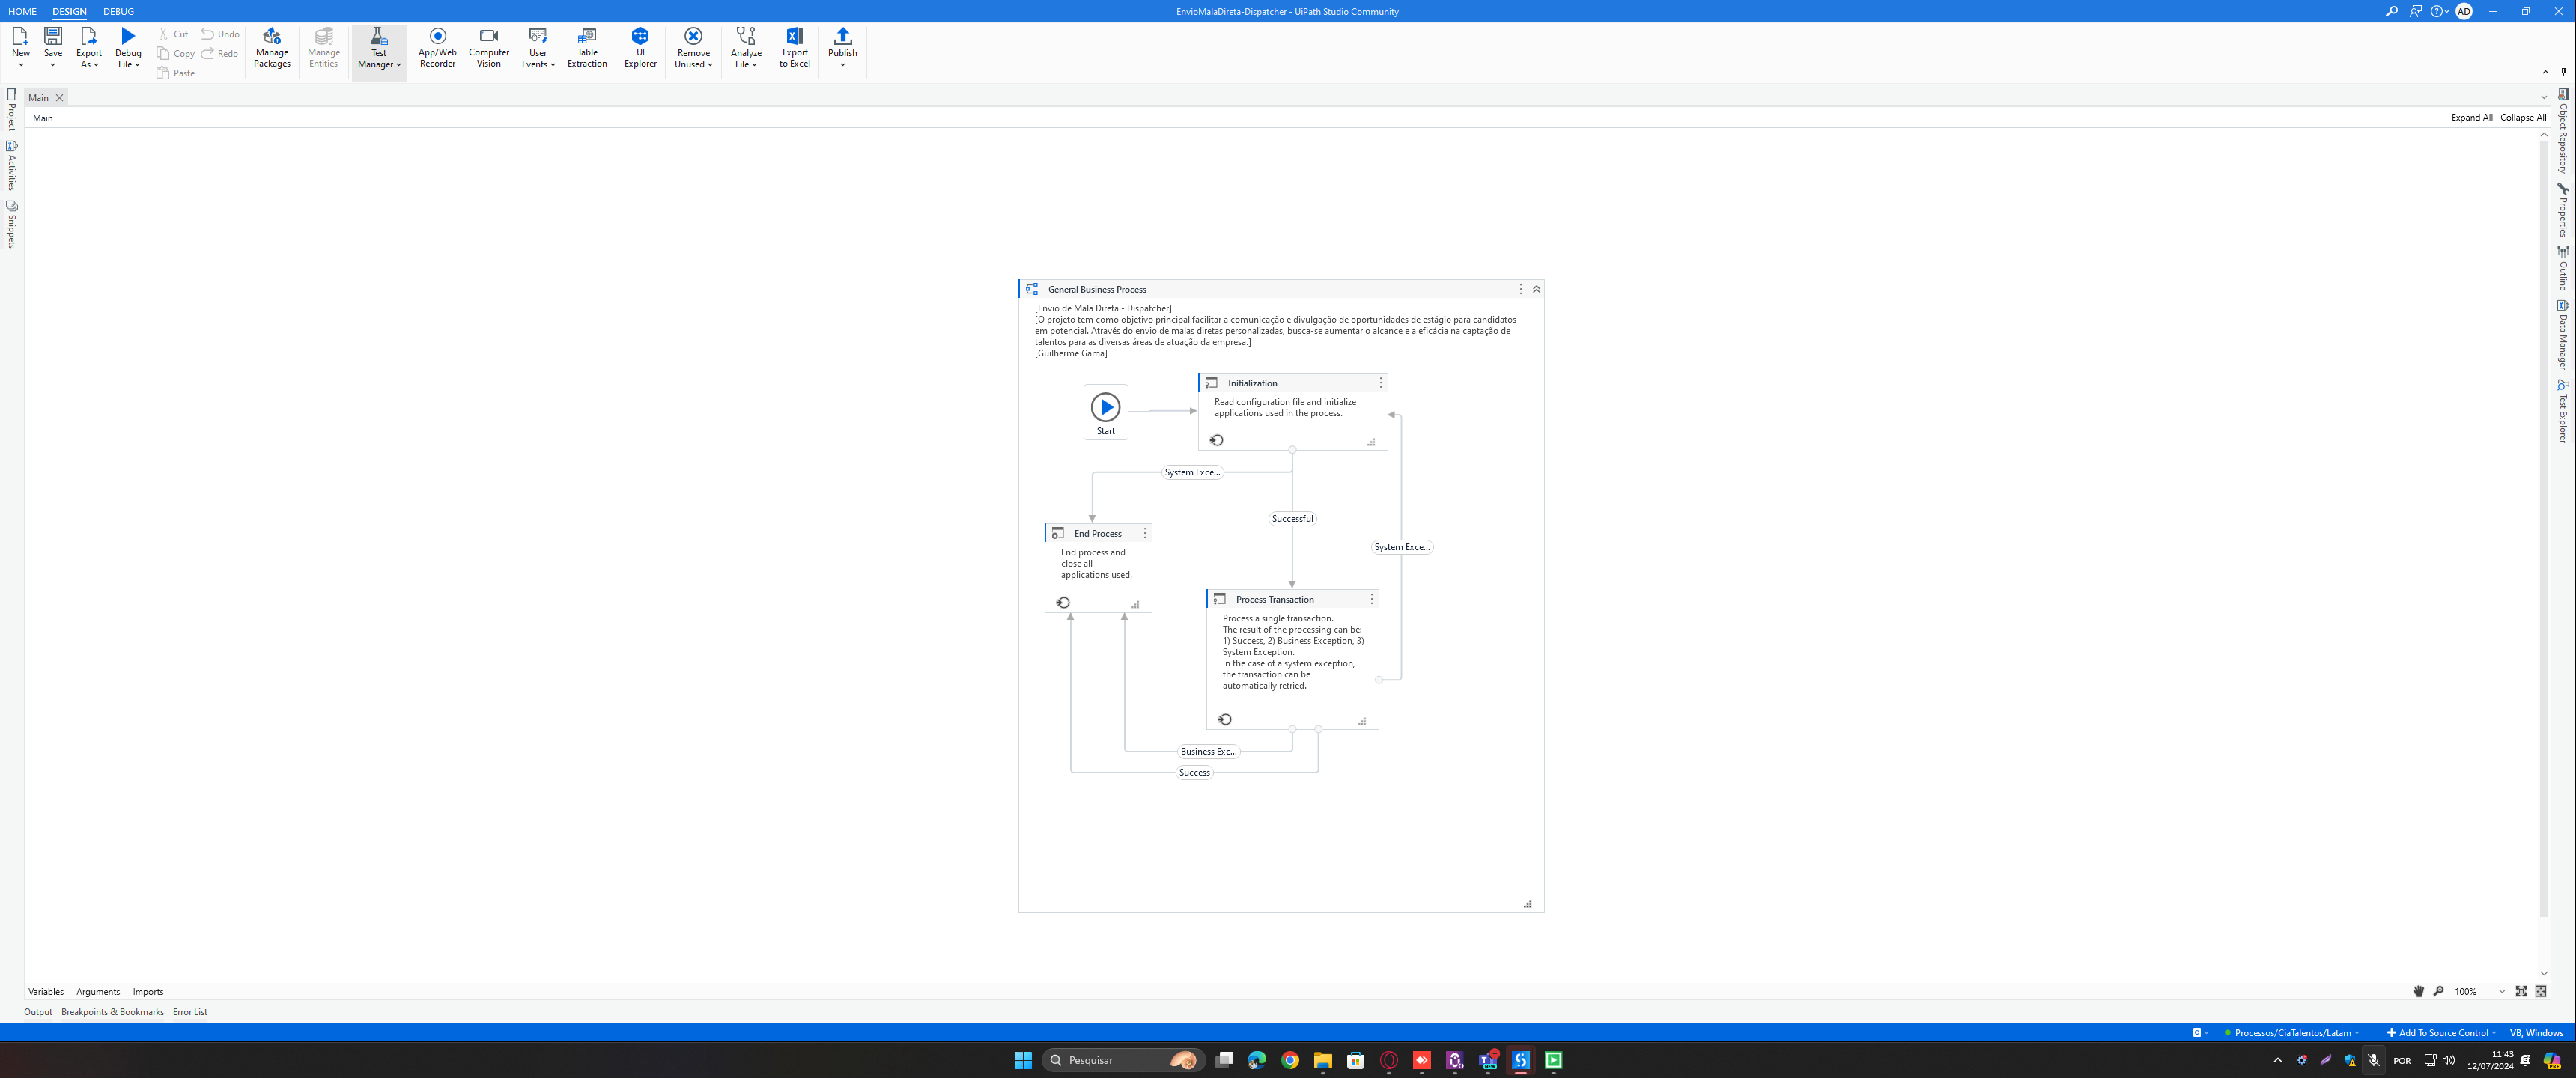 HOME DESIGN DEBUG
EnvioMalaDireta-Dispatcher - UiPath Studio Community
AD
New
Save
Export As
Debug File
Cut
Copy
Paste
Undo
Redo
Manage Packages
Manage Entities
Test Manager
App/Web Recorder
Computer Vision
User Events
Table Extraction
UI Explorer
Remove Unused
Analyze File
Export to Excel
Publish
Main
Main
Expand All Collapse All
Project
Activities
Snippets
Object Repository
Properties
Outline
Data Manager
Test Explorer
General Business Process
[Envio de Mala Direta - Dispatcher]
[O projeto tem como objetivo principal facilitar a comunicação e divulgação de oportunidades de estágio para candidatos
em potencial. Através do envio de malas diretas personalizadas, busca-se aumentar o alcance e a eficácia na captação de
talentos para as diversas áreas de atuação da empresa.]
[Guilherme Gama]
Start
Initialization
Read configuration file and initialize
applications used in the process.
System Exce...
Successful
System Exce...
End Process
End process and
close all
applications used.
Process Transaction
Process a single transaction.
The result of the processing can be:
1) Success, 2) Business Exception, 3)
System Exception.
In the case of a system exception,
the transaction can be
automatically retried.
Business Exc...
Success
Variables Arguments Imports
100%
Output Breakpoints & Bookmarks Error List
0
Processos/CiaTalentos/Latam
Add To Source Control
VB, Windows
Pesquisar
POR
11:43
12/07/2024